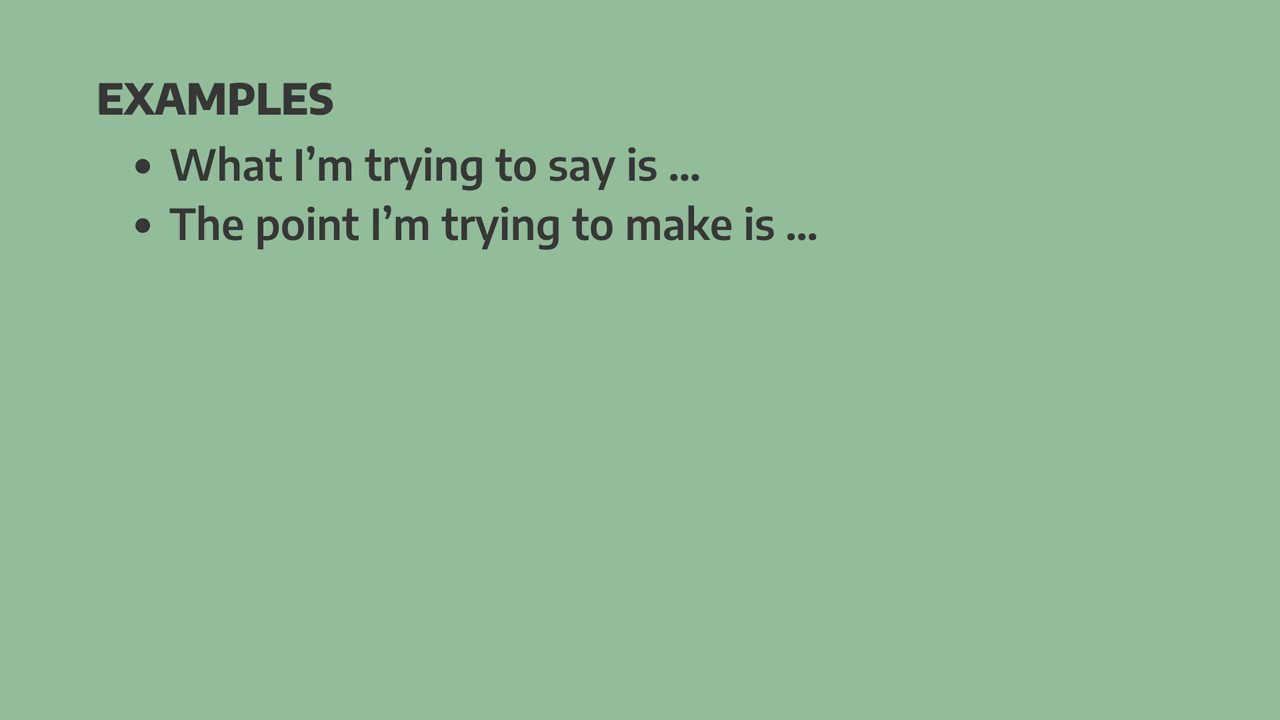 EXAMPLES
• What I’m trying to say is ...
• The point I’m trying to make is ...